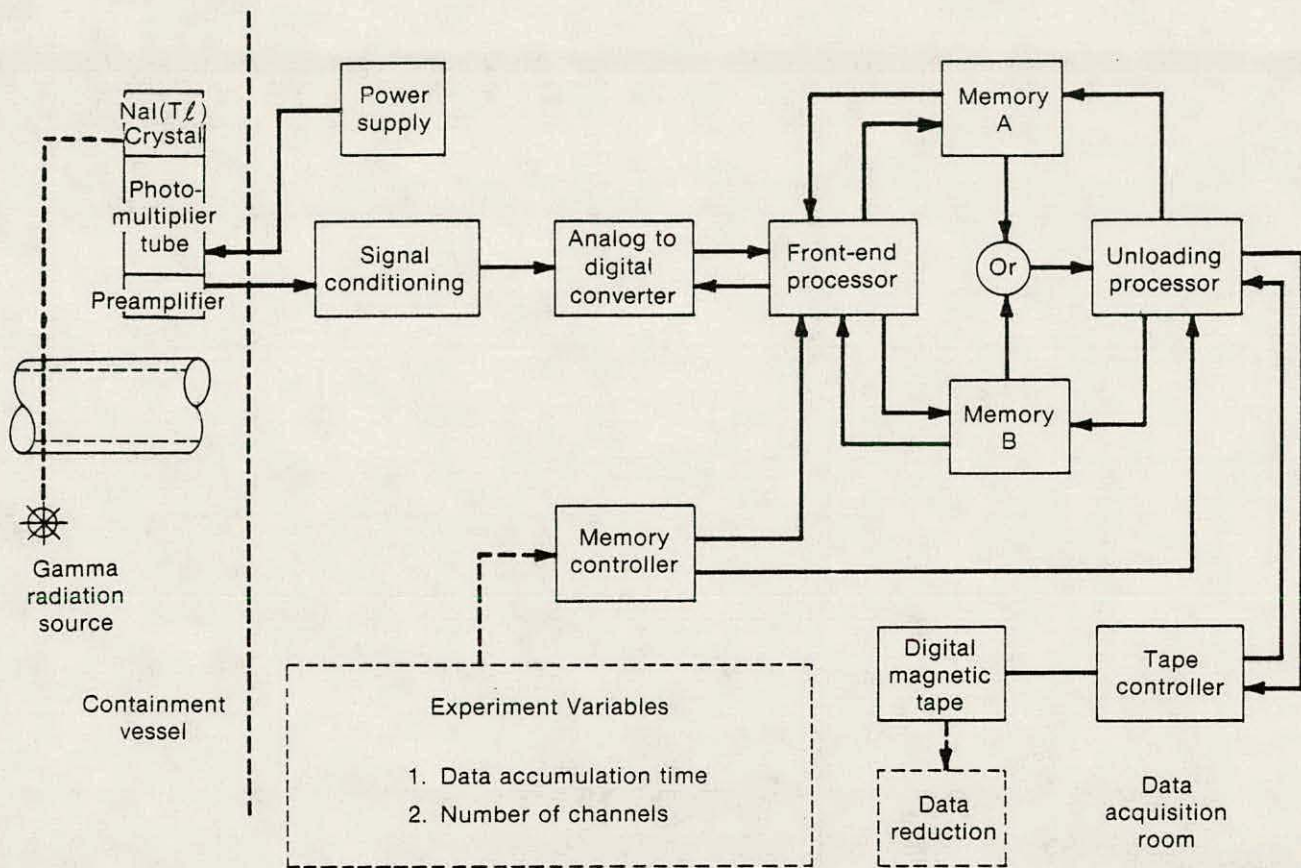 NaI(Tℓ)
Crystal
Photo-
multiplier
tube
Preamplifier
Power
supply
Signal
conditioning
Analog to
digital
converter
Front-end
processor
Memory
A
Or
Memory
B
Unloading
processor
Gamma
radiation
source
Memory
controller
Containment
vessel
Experiment Variables
1. Data accumulation time
2. Number of channels
Digital
magnetic
tape
Tape
controller
Data
reduction
Data
acquisition
room